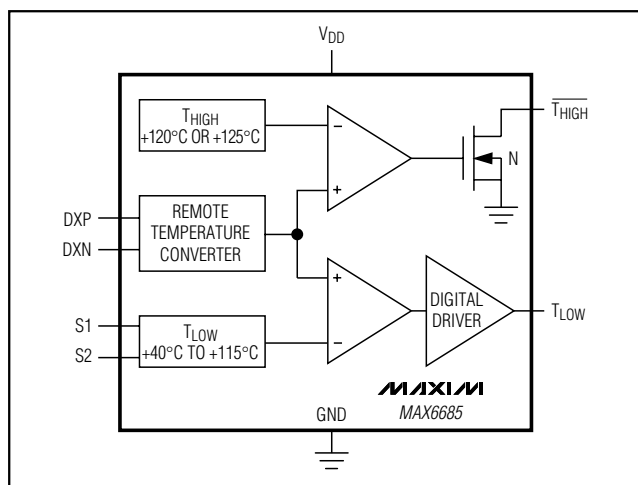 VDD
THIGH
+120°C OR +125°C
−
THIGH
N
+
DXP
DXN
REMOTE
TEMPERATURE
CONVERTER
+
DIGITAL
DRIVER
TLOW
S1
S2
TLOW
+40°C TO +115°C
−
MAXIM
MAX6685
GND